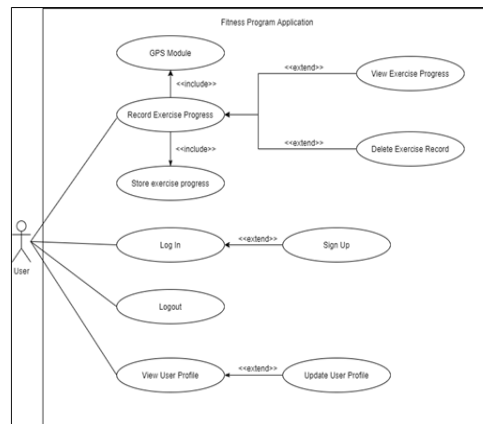 Fitness Program Application
GPS Module
<<include>>
<<extend>>
View Exercise Progress
Record Exercise Progress
<<include>>
<<extend>>
Delete Exercise Record
Store exercise progress
User
Log In
<<extend>>
Sign Up
Logout
View User Profile
<<extend>>
Update User Profile